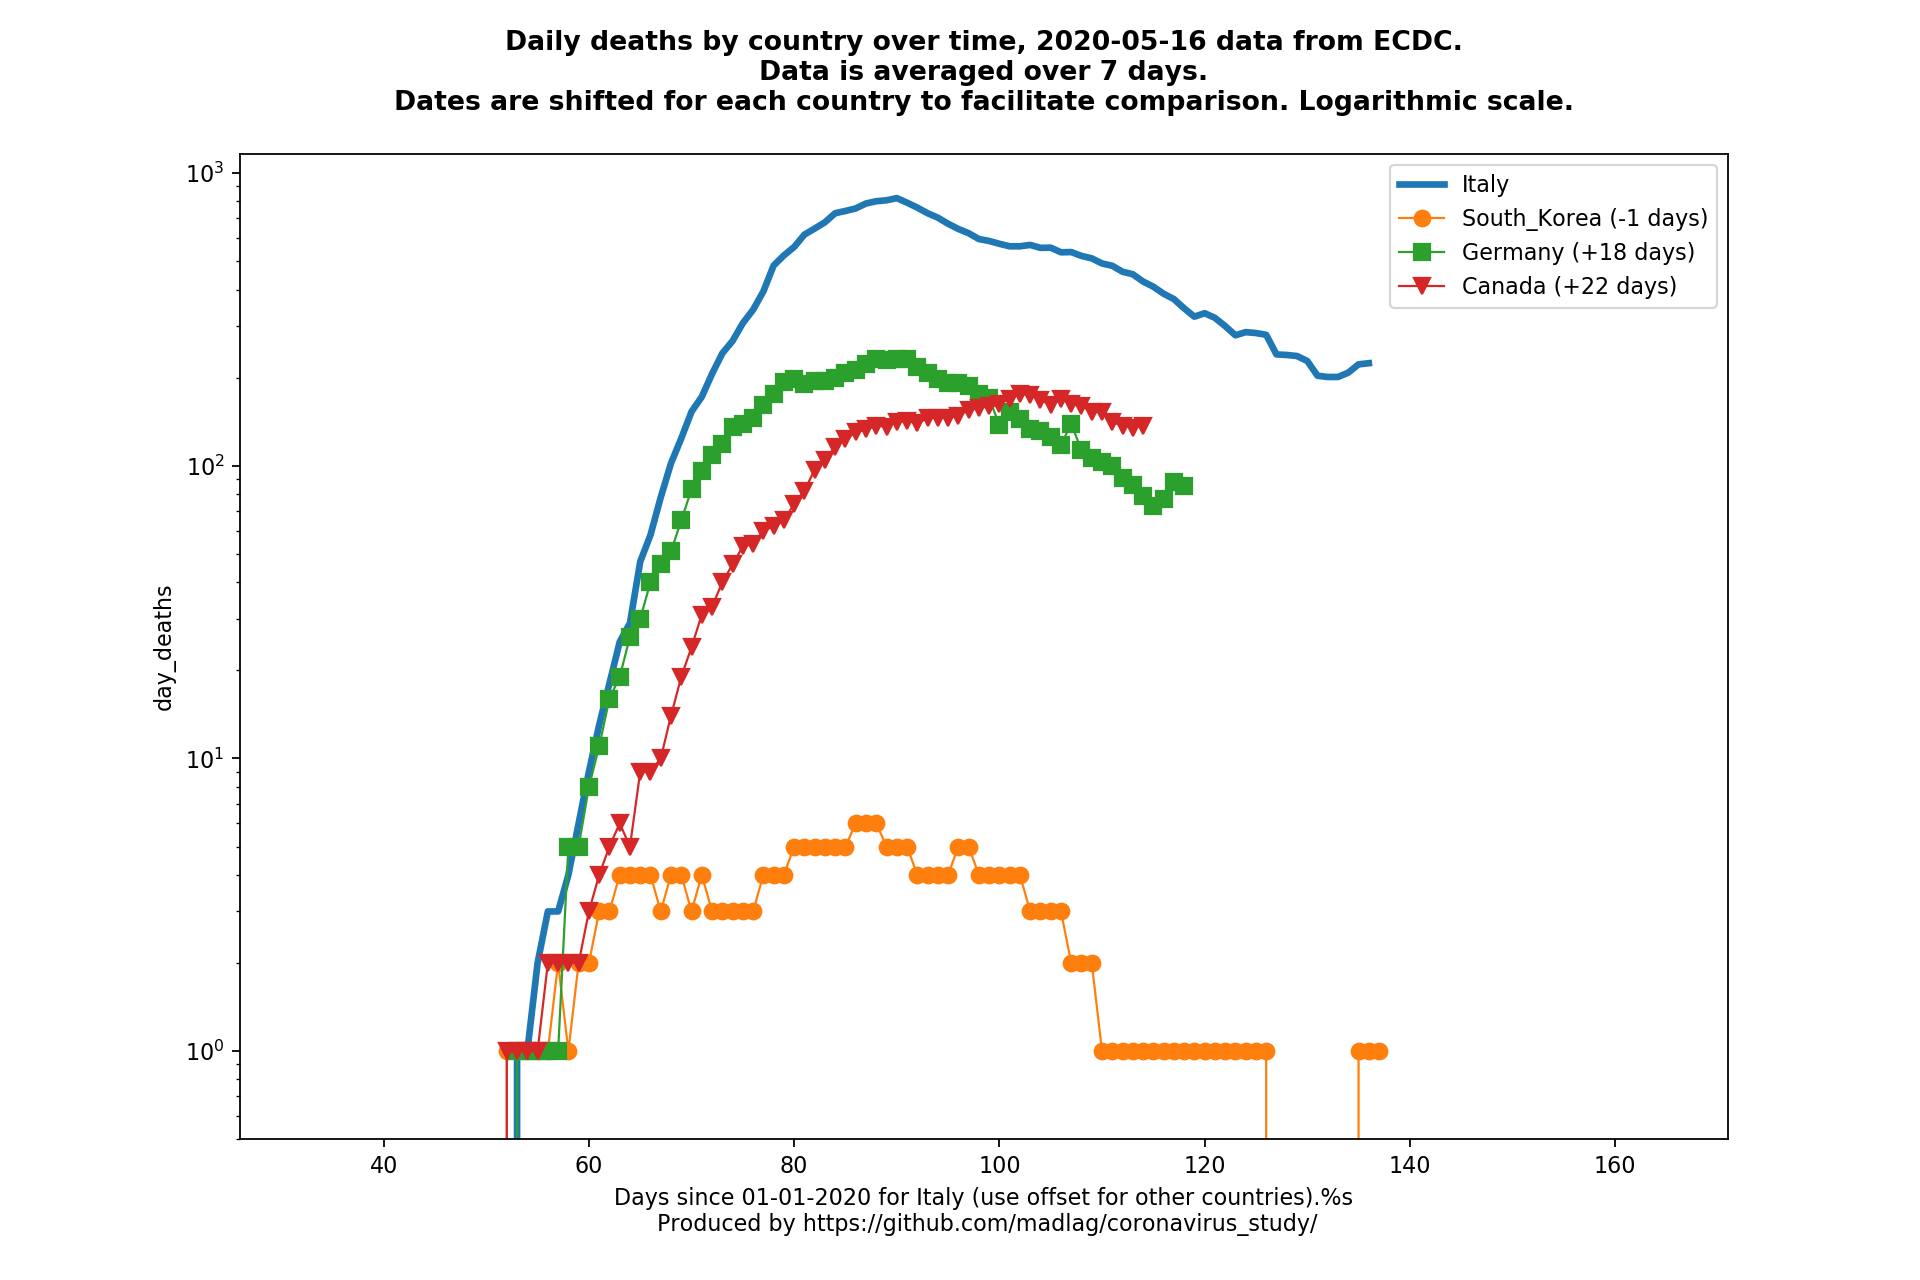 Daily deaths by country over time, 2020-05-16 data from ECDC.
Data is averaged over 7 days.
Dates are shifted for each country to facilitate comparison. Logarithmic scale.
10³
10²
10¹
10⁰
day_deaths
Italy
South_Korea (-1 days)
Germany (+18 days)
Canada (+22 days)
40 60 80 100 120 140 160
Days since 01-01-2020 for Italy (use offset for other countries).%s
Produced by https://github.com/madlag/coronavirus_study/